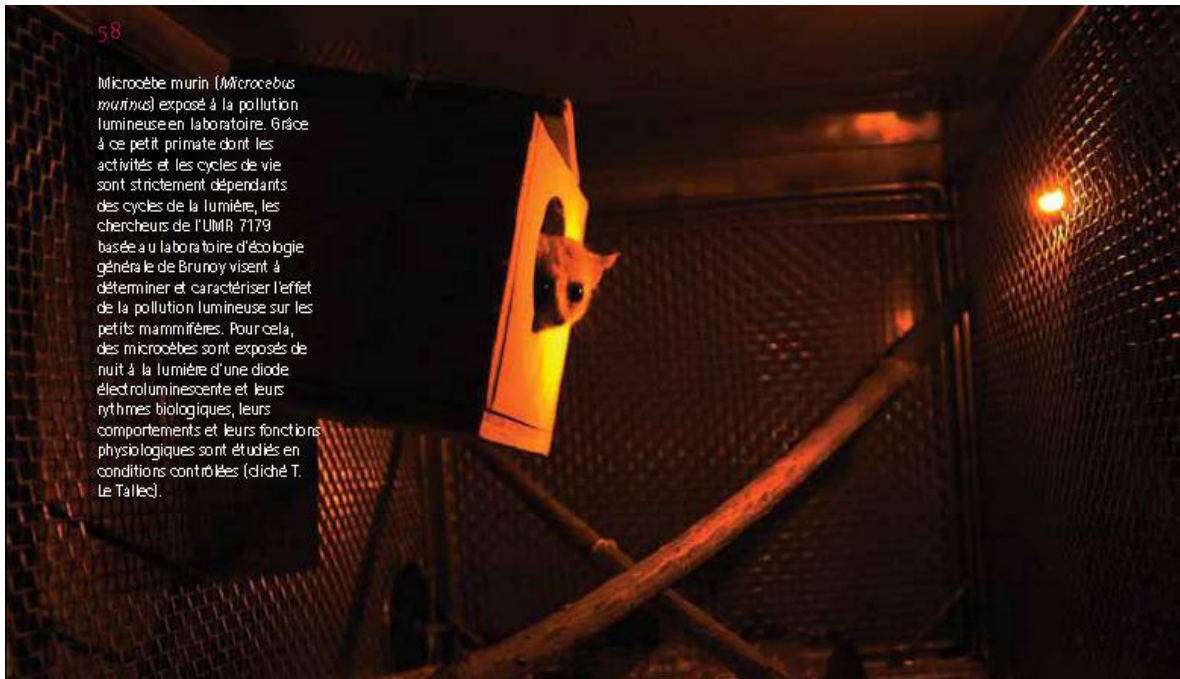 58
Microcèbe murin (Microcebus
murinus) exposé à la pollution
lumineuse en laboratoire. Grâce
à ce petit primate dont les
activités et les cycles de vie
sont strictement dépendants
des cycles de la lumière, les
chercheurs de l'UMR 7179
basée au laboratoire d'écologie
générale de Brunoy visent à
déterminer et caractériser l'effet
de la pollution lumineuse sur les
petits mammifères. Pour cela,
des microcèbes sont exposés de
nuit à la lumière d'une diode
électroluminescente et leurs
rythmes biologiques, leurs
comportements et leurs fonctions
physiologiques sont étudiés en
conditions contrôlées (cliché T.
Le Tallec).